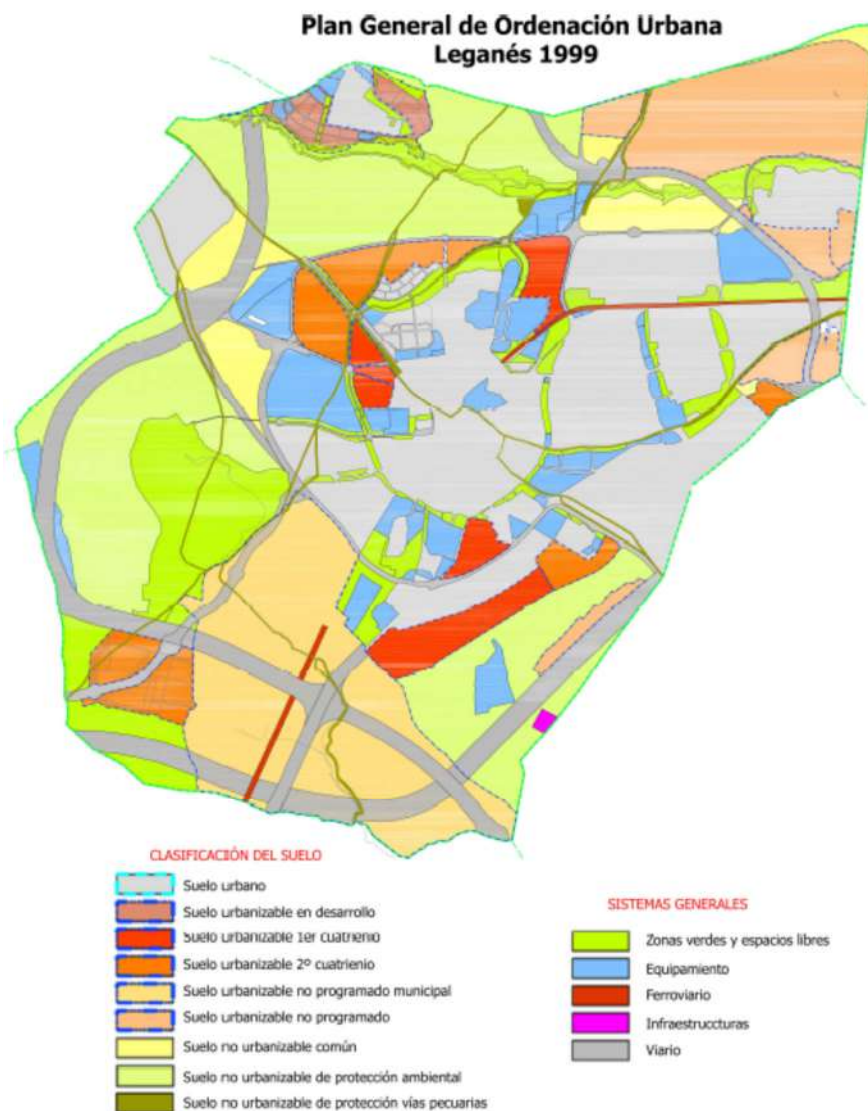 Plan General de Ordenación Urbana
Leganés 1999
CLASIFICACIÓN DEL SUELO
Suelo urbano
Suelo urbanizable en desarrollo
Suelo urbanizable 1er cuatrienio
Suelo urbanizable 2º cuatrienio
Suelo urbanizable no programado municipal
Suelo urbanizable no programado
Suelo no urbanizable común
Suelo no urbanizable de protección ambiental
Suelo no urbanizable de protección vías pecuarias
SISTEMAS GENERALES
Zonas verdes y espacios libres
Equipamiento
Ferroviario
Infraestruccturas
Viario